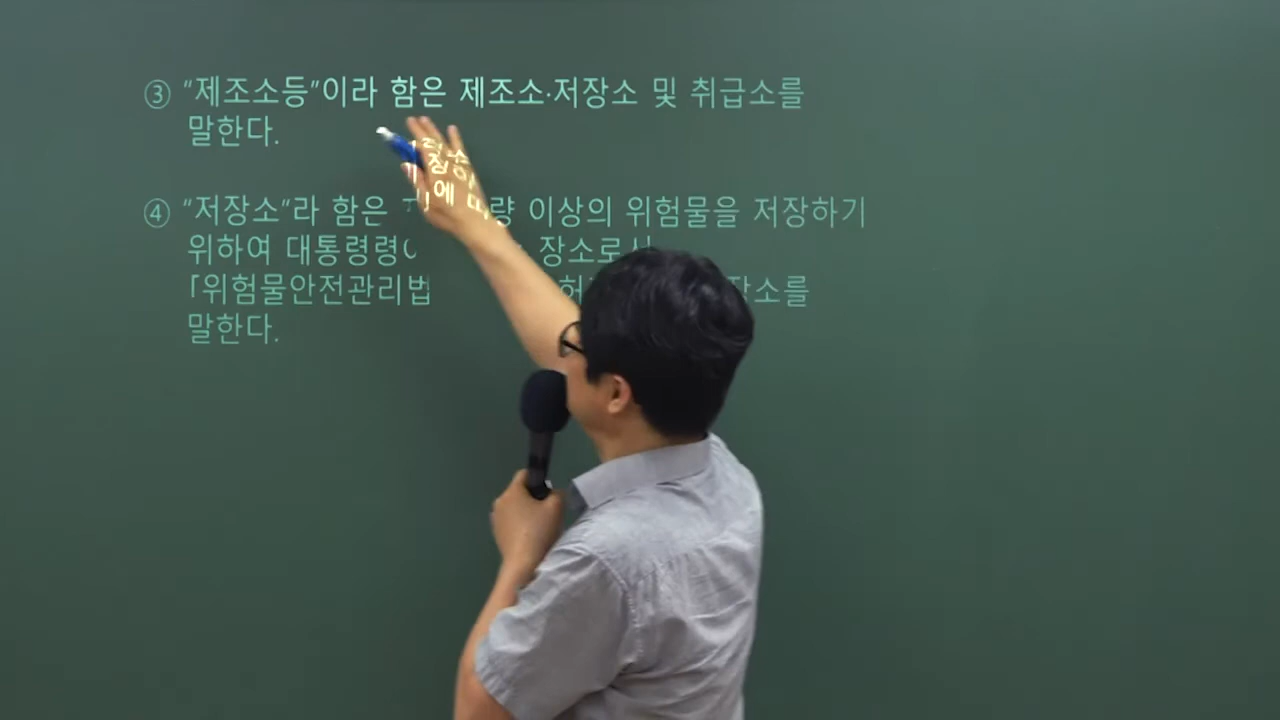 ③ "제조소등"이라 함은 제조소·저장소 및 취급소를
말한다.
④ "저장소"라 함은 량 이상의 위험물을 저장하기
위하여 대통령령이 장소로서
「위험물안전관리법 장소를
말한다.